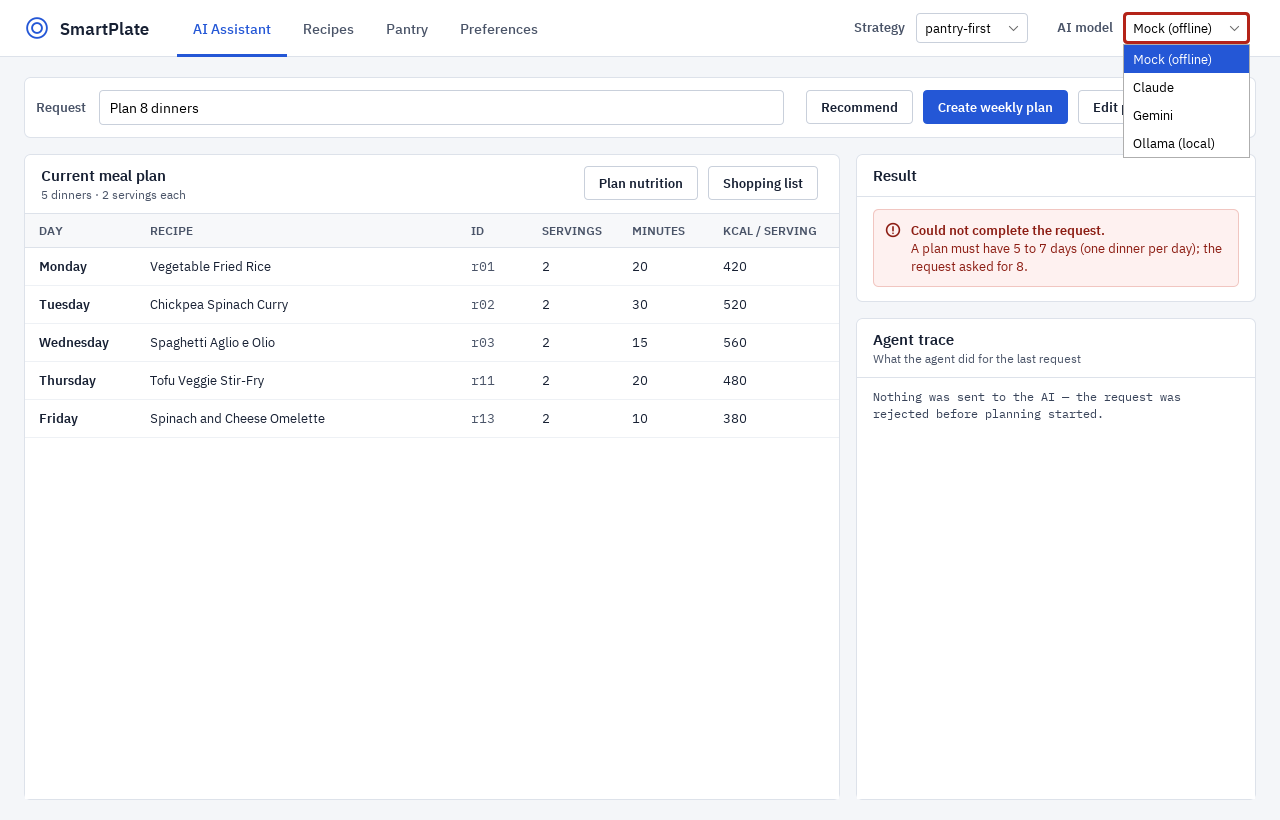 SmartPlate
AI Assistant
Recipes
Pantry
Preferences
Strategy
pantry-first
AI model
Mock (offline)
Mock (offline)
Claude
Gemini
Ollama (local)
Request
Plan 8 dinners
Recommend
Create weekly plan
Edit
Current meal plan
5 dinners · 2 servings each
Plan nutrition
Shopping list
DAY RECIPE ID SERVINGS MINUTES KCAL / SERVING
Monday Vegetable Fried Rice r01 2 20 420
Tuesday Chickpea Spinach Curry r02 2 30 520
Wednesday Spaghetti Aglio e Olio r03 2 15 560
Thursday Tofu Veggie Stir-Fry r11 2 20 480
Friday Spinach and Cheese Omelette r13 2 10 380
Result
Could not complete the request.
A plan must have 5 to 7 days (one dinner per day); the
request asked for 8.
Agent trace
What the agent did for the last request
Nothing was sent to the AI — the request was
rejected before planning started.